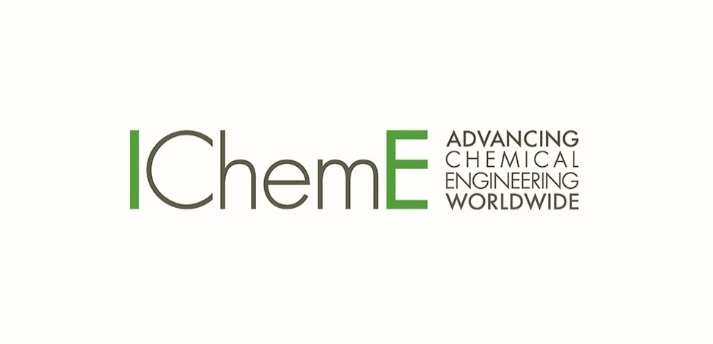 IChemE
ADVANCING
CHEMICAL
ENGINEERING
WORLDWIDE